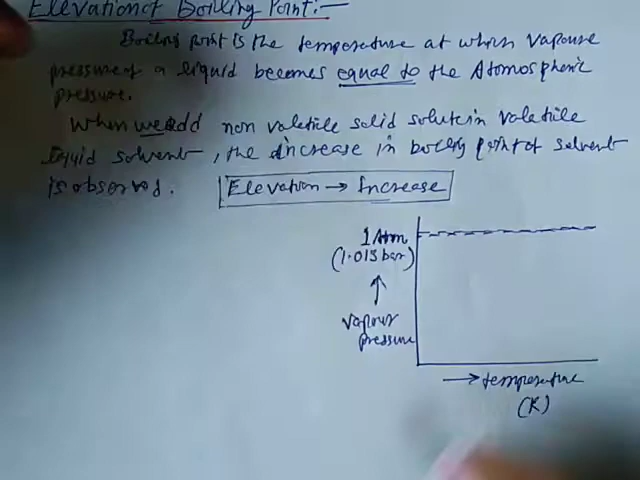 Elevation of Boiling Point:-
Boiling point is the temperature at which vapoure
pressure of a liquid becomes equal to the Atomospheric
pressure.
When we add non volatile solid solute in volatile
liquid solvent, the increase in boiling point of solvent
is observed.
Elevation → Increase
1 Atm
(1.013 bar)
↑
vapour
pressure
→ temperature
(K)